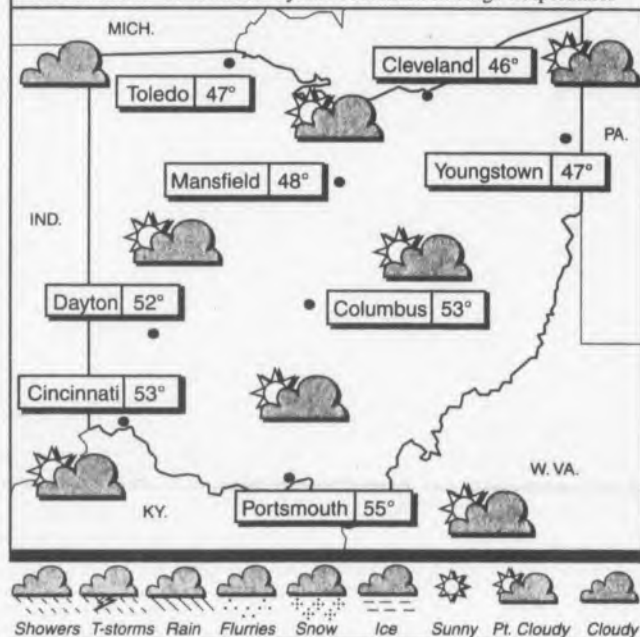 MICH.
Cleveland 46°
Toledo 47°
PA.
Mansfield 48°
Youngstown 47°
IND.
Dayton 52°
Columbus 53°
Cincinnati 53°
W. VA.
KY.
Portsmouth 55°
Showers T-storms Rain Flurries Snow Ice Sunny Pt. Cloudy Cloudy